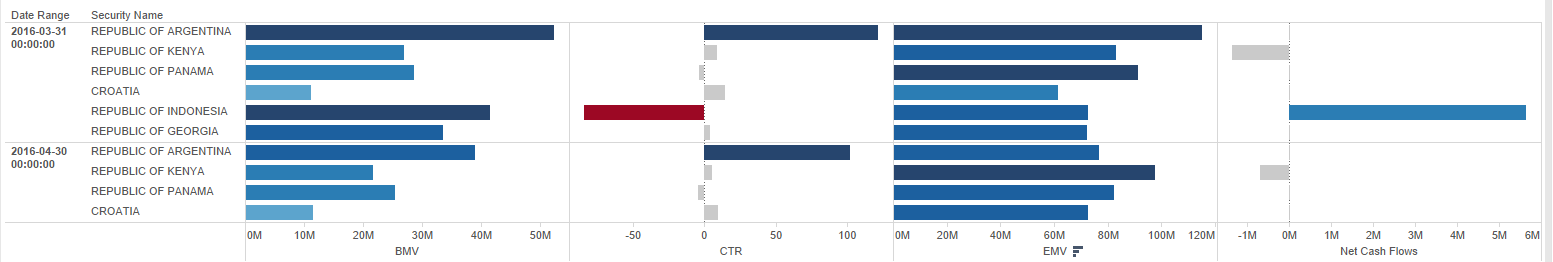 Date Range Security Name
2016-03-31 00:00:00 REPUBLIC OF ARGENTINA
REPUBLIC OF KENYA
REPUBLIC OF PANAMA
CROATIA
REPUBLIC OF INDONESIA
REPUBLIC OF GEORGIA
2016-04-30 00:00:00 REPUBLIC OF ARGENTINA
REPUBLIC OF KENYA
REPUBLIC OF PANAMA
CROATIA
0M 10M 20M 30M 40M 50M -50 0 50 100 0M 20M 40M 60M 80M 100M 120M -1M 0M 1M 2M 3M 4M 5M 6M
BMV CTR EMV Net Cash Flows